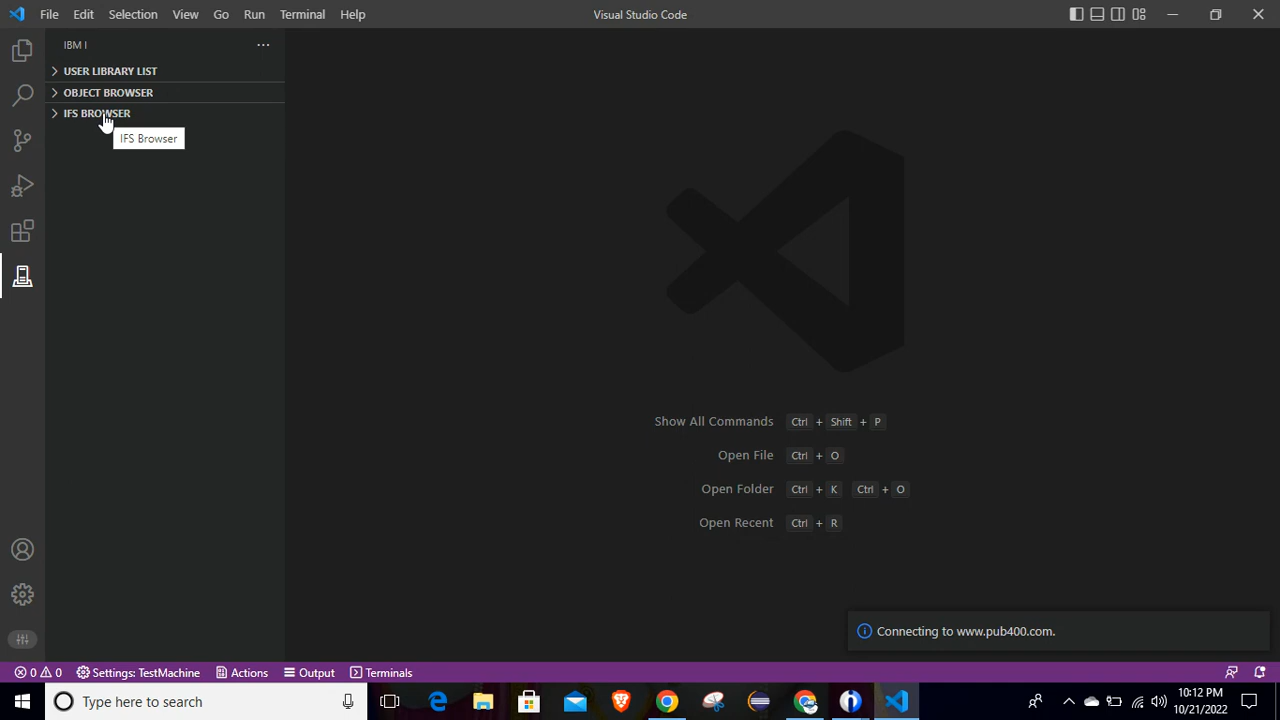 File Edit Selection View Go Run Terminal Help
Visual Studio Code
IBM I
USER LIBRARY LIST
OBJECT BROWSER
IFS BROWSER
IFS Browser
Show All Commands Ctrl + Shift + P
Open File Ctrl + O
Open Folder Ctrl + K Ctrl + O
Open Recent Ctrl + R
Connecting to www.pub400.com.
0 0 Settings: TestMachine Actions Output Terminals
Type here to search
10:12 PM
10/21/2022